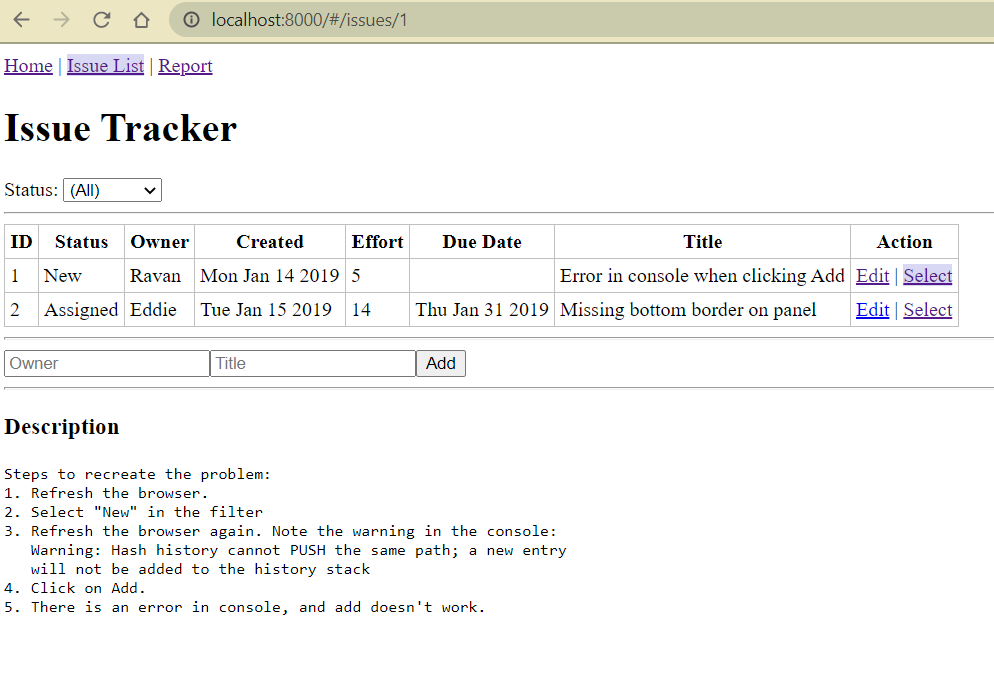 localhost:8000/#/issues/1
Home | Issue List | Report
Issue Tracker
Status: (All)
ID Status Owner Created Effort Due Date Title Action
1 New Ravan Mon Jan 14 2019 5 Error in console when clicking Add Edit | Select
2 Assigned Eddie Tue Jan 15 2019 14 Thu Jan 31 2019 Missing bottom border on panel Edit | Select
Owner Title Add
Description
Steps to recreate the problem:
1. Refresh the browser.
2. Select "New" in the filter
3. Refresh the browser again. Note the warning in the console:
Warning: Hash history cannot PUSH the same path; a new entry
will not be added to the history stack
4. Click on Add.
5. There is an error in console, and add doesn't work.